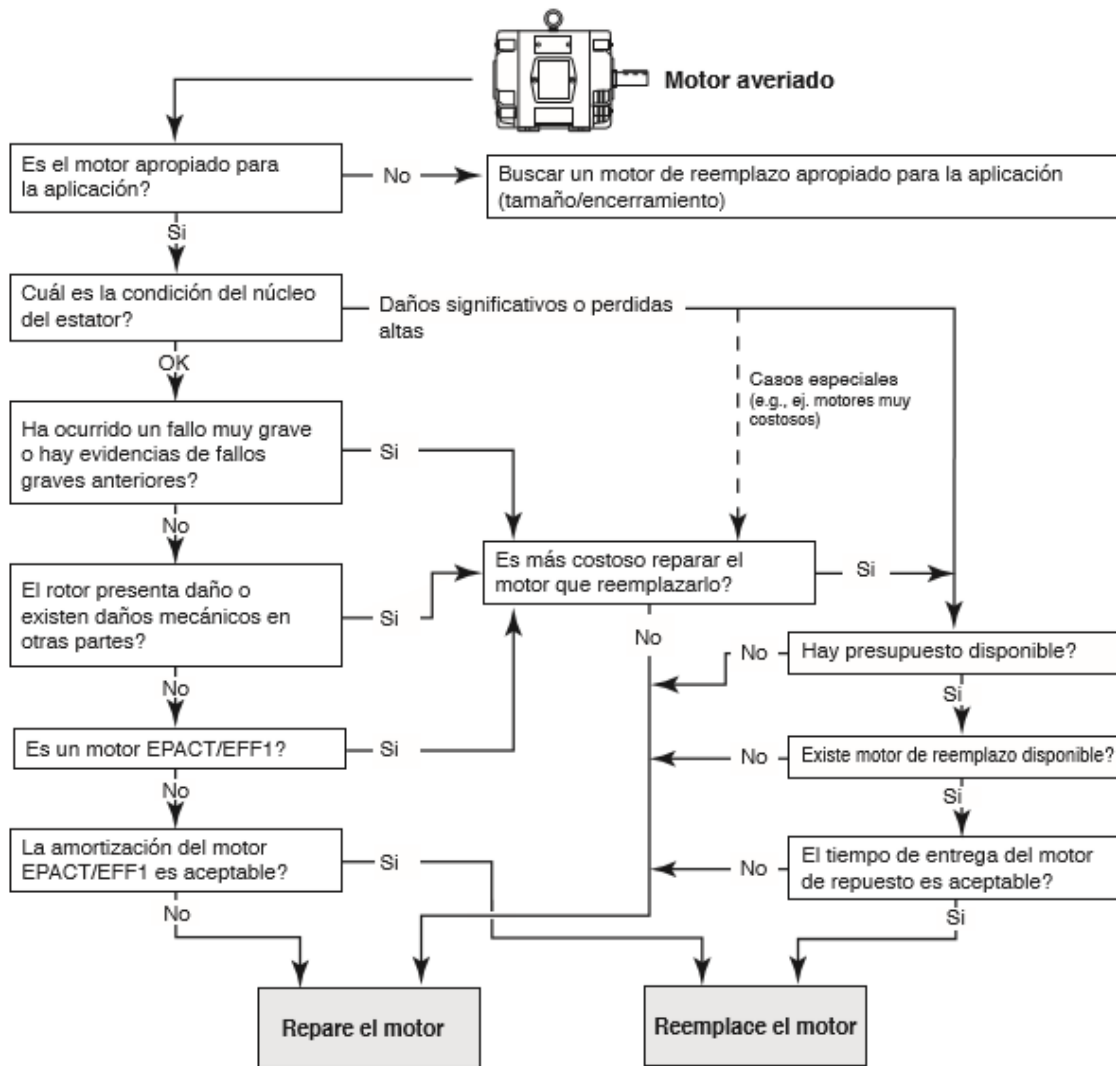 Motor averiado
Es el motor apropiado para
la aplicación?
No
Buscar un motor de reemplazo apropiado para la aplicación
(tamaño/encerramiento)
Si
Cuál es la condición del núcleo
del estator?
Daños significativos o perdidas
altas
OK
Casos especiales
(e.g., ej. motores muy
costosos)
Ha ocurrido un fallo muy grave
o hay evidencias de fallos
graves anteriores?
Si
No
Es más costoso reparar el
motor que reemplazarlo?
Si
El rotor presenta daño o
existen daños mecánicos en
otras partes?
Si
No
No
Hay presupuesto disponible?
No
Si
Es un motor EPACT/EFF1?
Si
No
Existe motor de reemplazo disponible?
No
Si
La amortización del motor
EPACT/EFF1 es aceptable?
Si
No
El tiempo de entrega del motor
de repuesto es aceptable?
No
Si
Repare el motor
Reemplace el motor